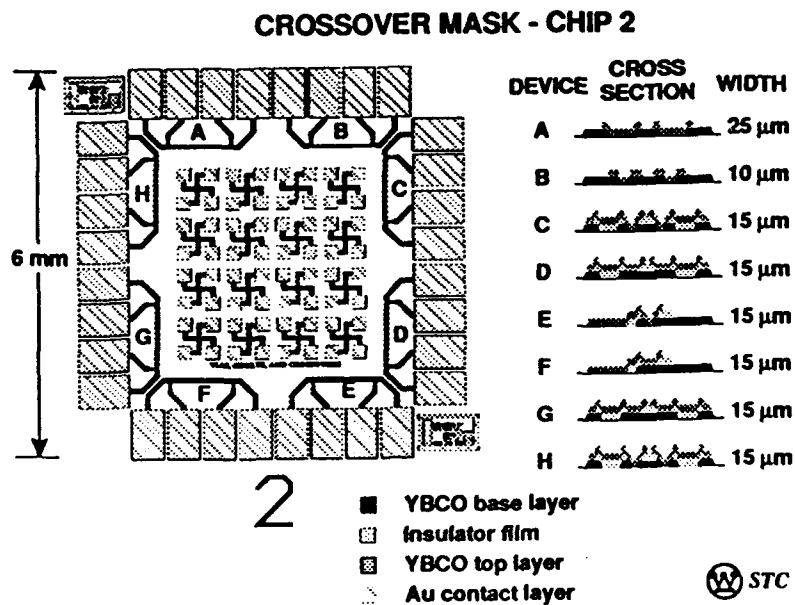 CROSSOVER MASK - CHIP 2
6 mm
A
B
C
D
E
F
G
H
2
DEVICE CROSS SECTION WIDTH
A 25 µm
B 10 µm
C 15 µm
D 15 µm
E 15 µm
F 15 µm
G 15 µm
H 15 µm
YBCO base layer
Insulator film
YBCO top layer
Au contact layer
W STC